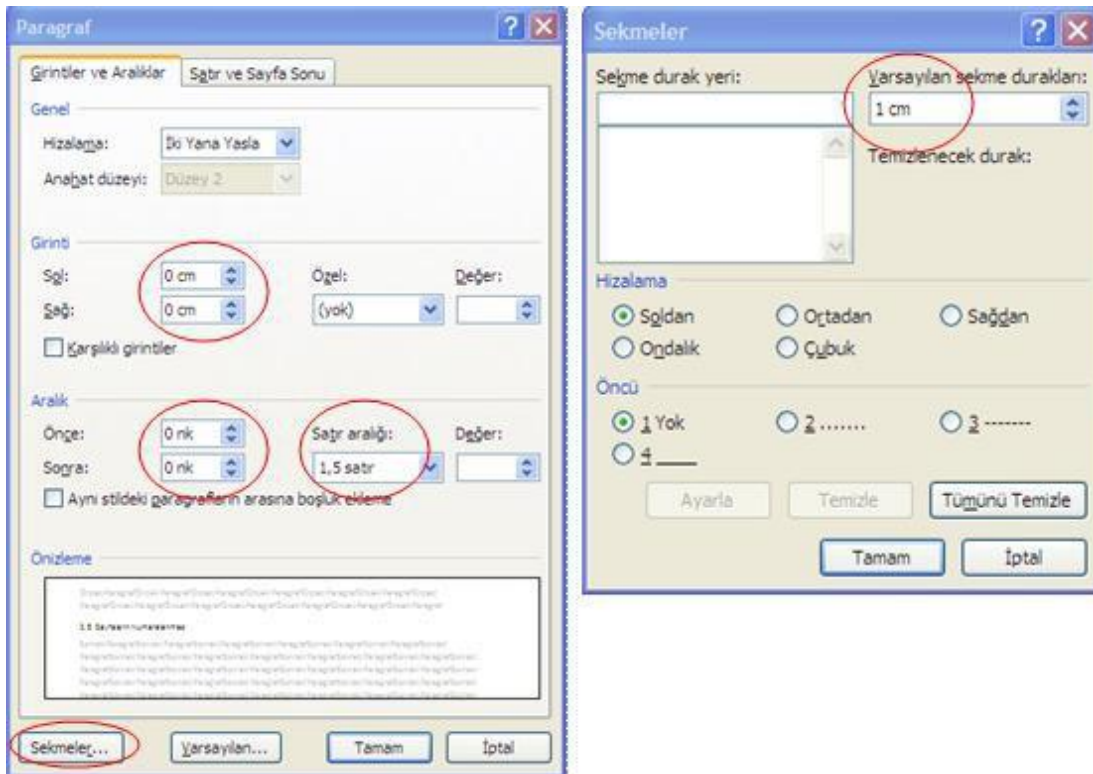 Paragraf
Girintiler ve Aralıklar Satır ve Sayfa Sonu
Genel
Hizalama: İki Yana Yasla
Anahat düzeyi: Düzey 2
Girinti
Sol: 0 cm Özel: Değer:
Sağ: 0 cm (yok)
Karşılıklı girintiler
Aralık
Önce: 0 nk Satır aralığı: Değer:
Sonra: 0 nk 1,5 satır
Aynı stildeki paragrafların arasına boşluk ekleme
Önizleme
Sekmeler... Varsayılan... Tamam İptal
Sekmeler
Sekme durak yeri: Varsayılan sekme durakları:
1 cm
Temizlenecek durak:
Hizalama
Soldan Ortadan Sağdan
Ondalık Çubuk
Öncü
1 Yok 2 ....... 3 -------
4 ____
Ayarla Temizle Tümünü Temizle
Tamam İptal